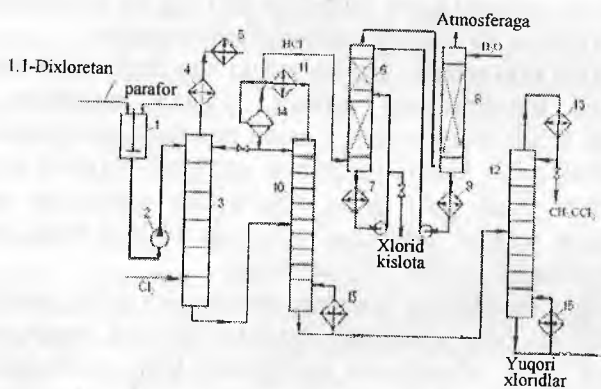 Atmosferaga
HCl
H₂O
5
4
11
6
1.1-Dixloretan
parafor
14
8
13
1
12
2
3
10
7
9
CH₃CCl₃
Xlorid
kislota
Cl₂
15
16
Yuqori
xloridlar